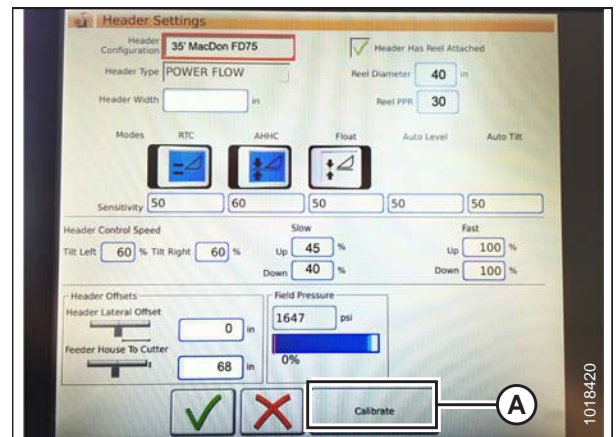 Header Settings
Header Configuration
35' MacDon FD75
Header Has Reel Attached
Header Type
POWER FLOW
Reel Diameter
40
in
Header Width
in
Reel PPR
30
Modes
RTC
AHHC
Float
Auto Level
Auto Tilt
Sensitivity
50
60
50
50
50
Header Control Speed
Slow
Fast
Tilt Left 60 % Tilt Right 60 %
Up 45 %
Up 100 %
Down 40 %
Down 100 %
Header Offsets
Field Pressure
Header Lateral Offset
0 in
1647 psi
Feeder House To Cutter
68 in
0%
Calibrate
A
1018420